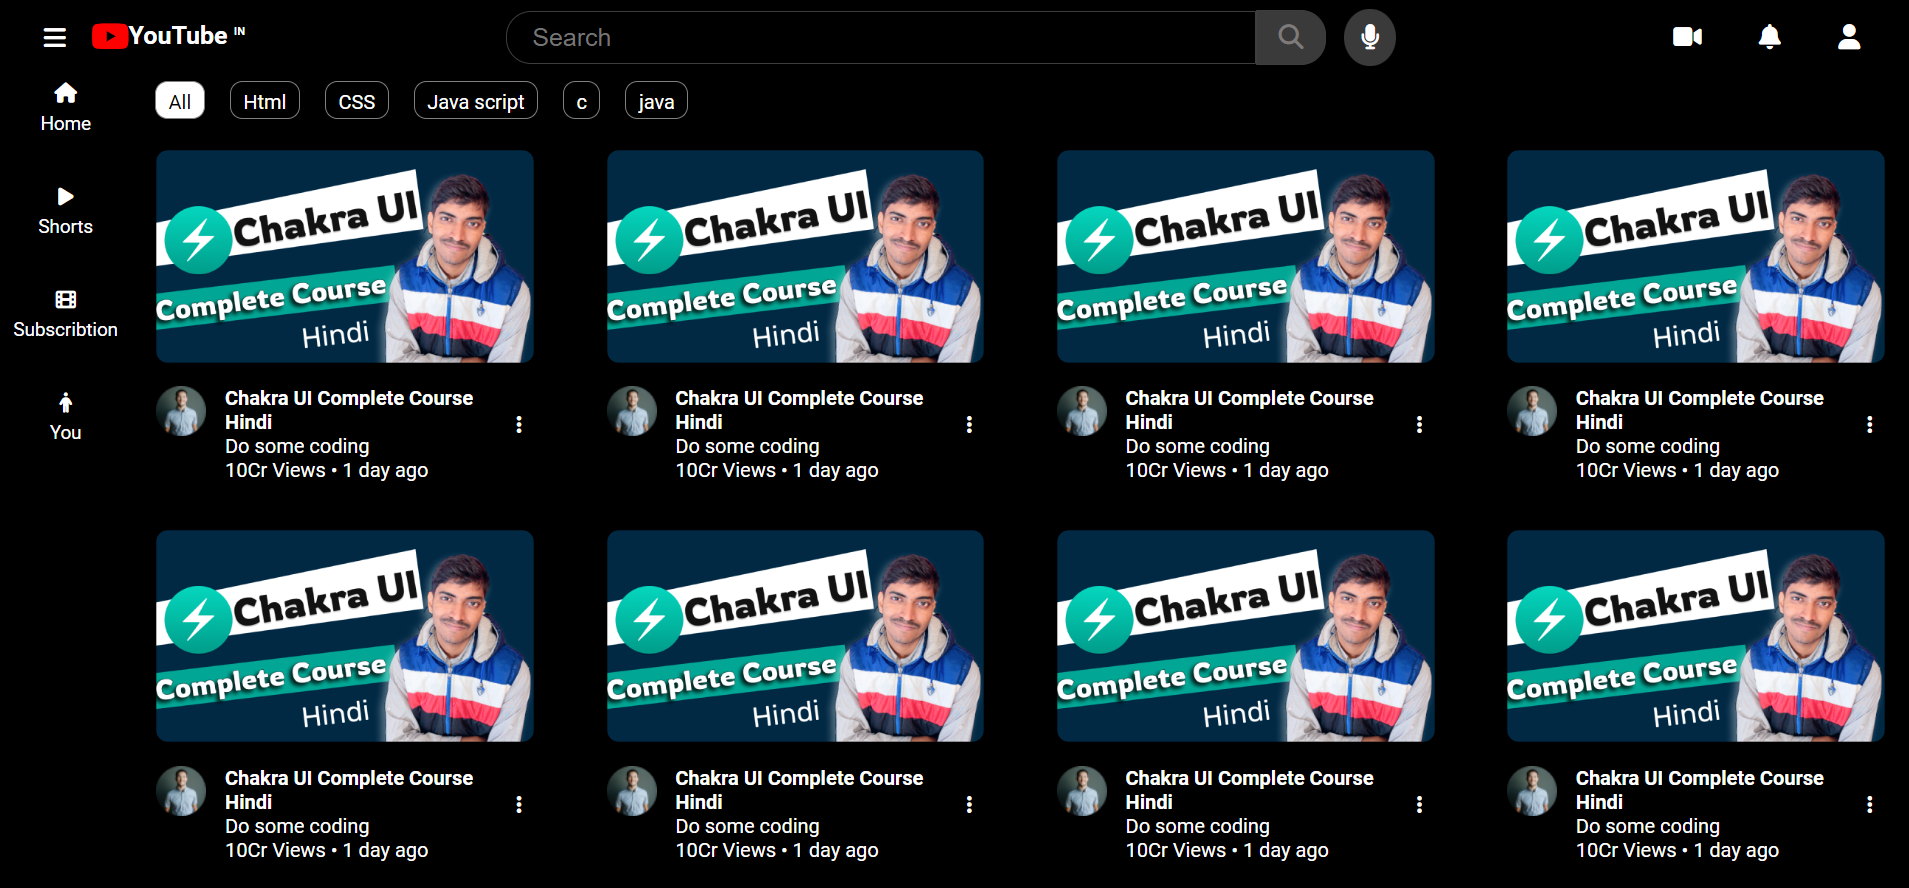 YouTube IN
Search
Home
Shorts
Subscribtion
You
All Html CSS Java script c java
Chakra UI
Complete Course
Hindi
Chakra UI
Complete Course
Hindi
Chakra UI
Complete Course
Hindi
Chakra UI
Complete Course
Hindi
Chakra UI Complete Course
Hindi
Do some coding
10Cr Views • 1 day ago
Chakra UI Complete Course
Hindi
Do some coding
10Cr Views • 1 day ago
Chakra UI Complete Course
Hindi
Do some coding
10Cr Views • 1 day ago
Chakra UI Complete Course
Hindi
Do some coding
10Cr Views • 1 day ago
Chakra UI
Complete Course
Hindi
Chakra UI
Complete Course
Hindi
Chakra UI
Complete Course
Hindi
Chakra UI
Complete Course
Hindi
Chakra UI Complete Course
Hindi
Do some coding
10Cr Views • 1 day ago
Chakra UI Complete Course
Hindi
Do some coding
10Cr Views • 1 day ago
Chakra UI Complete Course
Hindi
Do some coding
10Cr Views • 1 day ago
Chakra UI Complete Course
Hindi
Do some coding
10Cr Views • 1 day ago